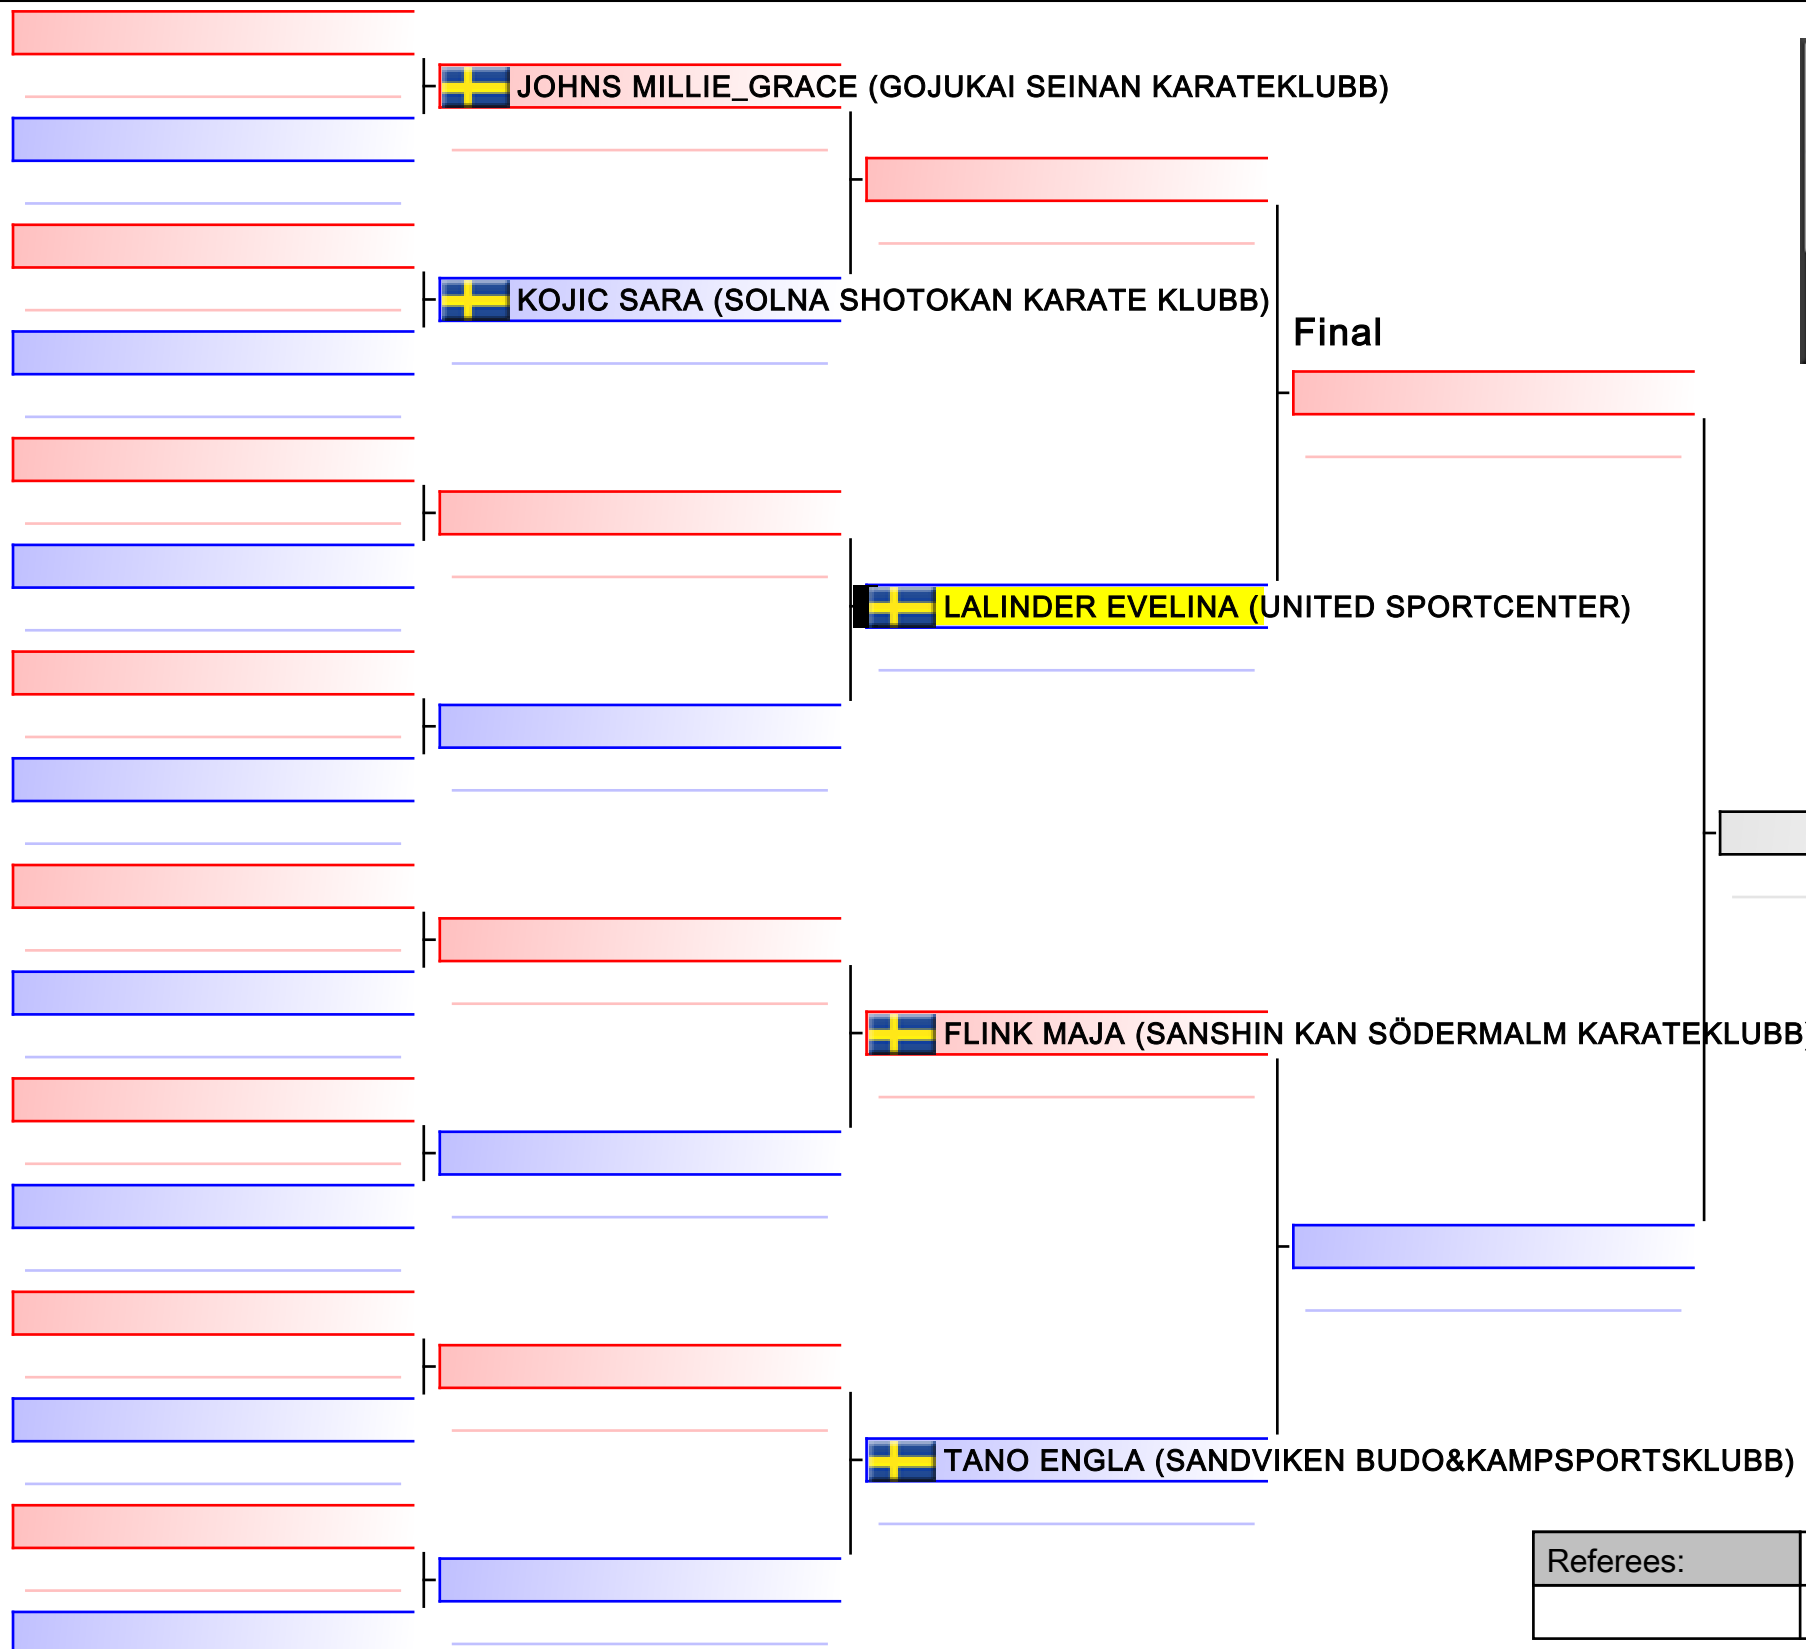 JOHNS MILLIE_GRACE (GOJUKAI SEINAN KARATEKLUBB)
KOJIC SARA (SOLNA SHOTOKAN KARATE KLUBB)
Final
LALINDER EVELINA (UNITED SPORTCENTER)
FLINK MAJA (SANSHIN KAN SÖDERMALM KARATEKLUBB)
TANO ENGLA (SANDVIKEN BUDO&KAMPSPORTSKLUBB)
Referees: